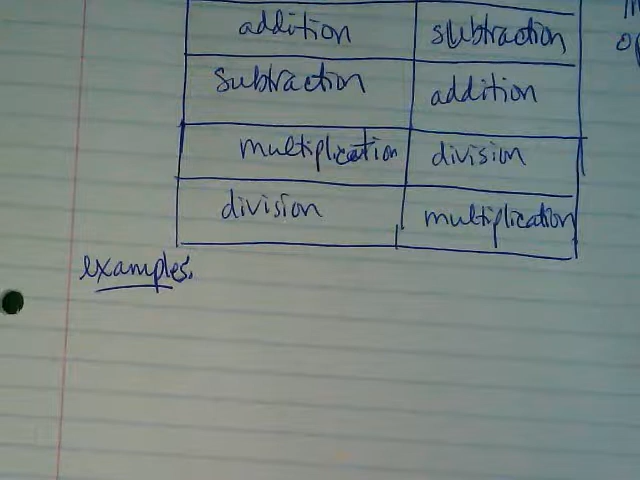 addition subtraction
subtraction addition
multiplication division
division multiplication
examples.